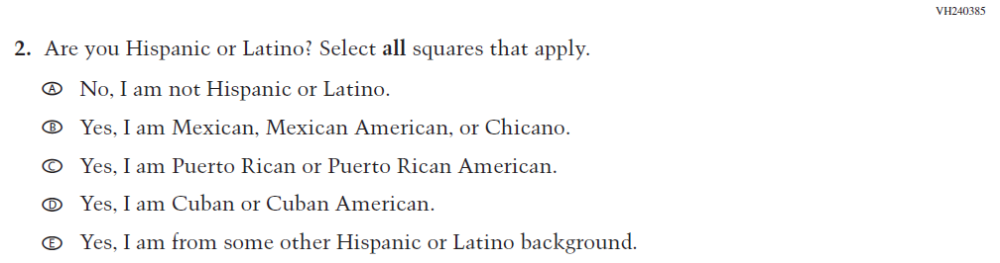 VH240385
2. Are you Hispanic or Latino? Select all squares that apply.
A No, I am not Hispanic or Latino.
B Yes, I am Mexican, Mexican American, or Chicano.
C Yes, I am Puerto Rican or Puerto Rican American.
D Yes, I am Cuban or Cuban American.
E Yes, I am from some other Hispanic or Latino background.